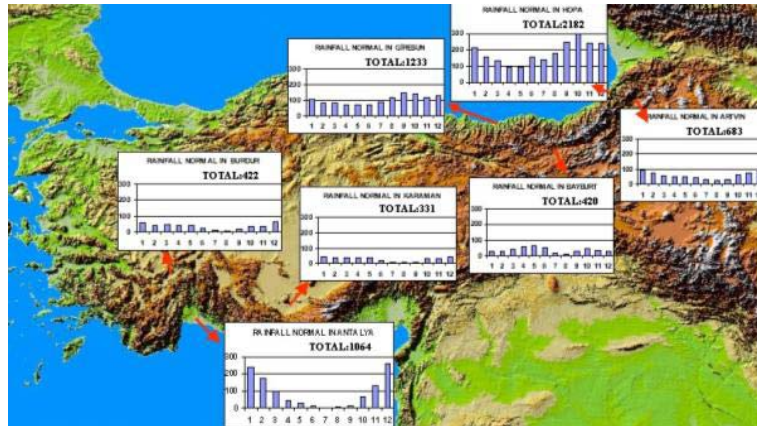 RAINFALL NORMAL IN HOPA
TOTAL:2182
300
200
100
0
1 2 3 4 5 6 7 8 9 10 11 12
RAINFALL NORMAL IN GIRESUN
TOTAL:1233
300
200
100
0
1 2 3 4 5 6 7 8 9 10 11 12
RAINFALL NORMAL IN ARTVIN
TOTAL:683
300
200
100
0
1 2 3 4 5 6 7 8 9 10 11 12
RAINFALL NORMAL IN BURDUR
TOTAL:422
300
200
100
0
1 2 3 4 5 6 7 8 9 10 11 12
RAINFALL NORMAL IN KARAMAN
TOTAL:331
300
200
100
0
1 2 3 4 5 6 7 8 9 10 11 12
RAINFALL NORMAL IN BAYBURT
TOTAL:420
300
200
100
0
1 2 3 4 5 6 7 8 9 10 11 12
RAINFALL NORMAL IN ANTALYA
TOTAL:1064
300
200
100
0
1 2 3 4 5 6 7 8 9 10 11 12